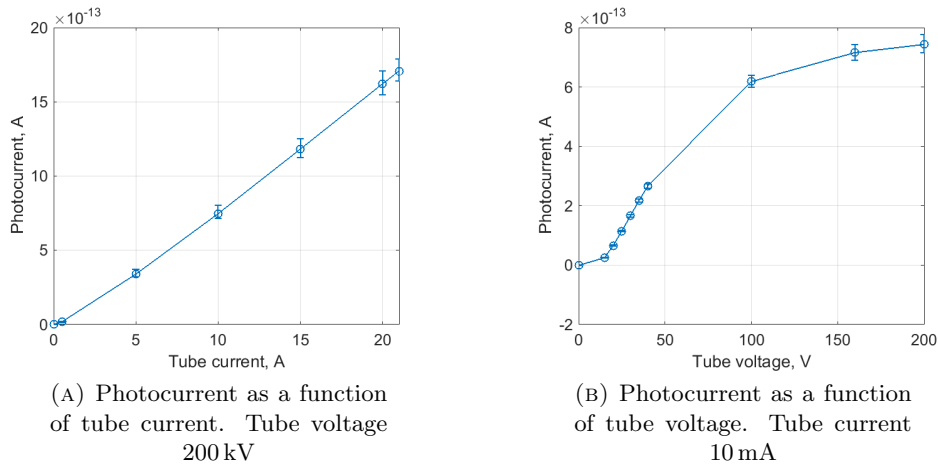 ×10⁻¹³
20
15
10
5
0
Photocurrent, A
0 5 10 15 20
Tube current, A
(A) Photocurrent as a function
of tube current. Tube voltage
200 kV
×10⁻¹³
8
6
4
2
0
-2
Photocurrent, A
0 50 100 150 200
Tube voltage, V
(B) Photocurrent as a function
of tube voltage. Tube current
10 mA